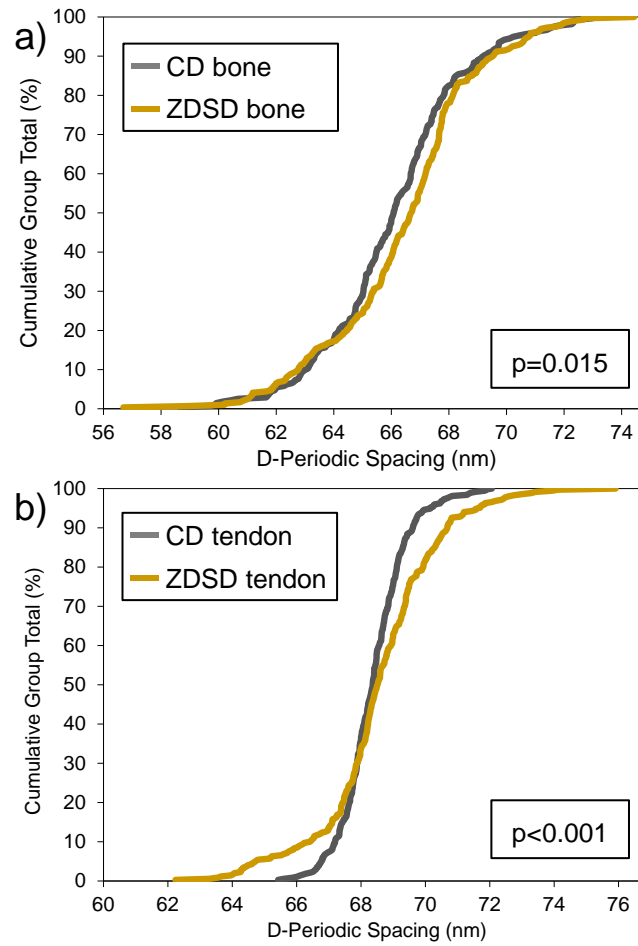 a)
100
90
80
70
60
50
40
30
20
10
0
Cumulative Group Total (%)
CD bone
ZDSD bone
p=0.015
56 58 60 62 64 66 68 70 72 74
D-Periodic Spacing (nm)
b)
100
90
80
70
60
50
40
30
20
10
0
Cumulative Group Total (%)
CD tendon
ZDSD tendon
p<0.001
60 62 64 66 68 70 72 74 76
D-Periodic Spacing (nm)